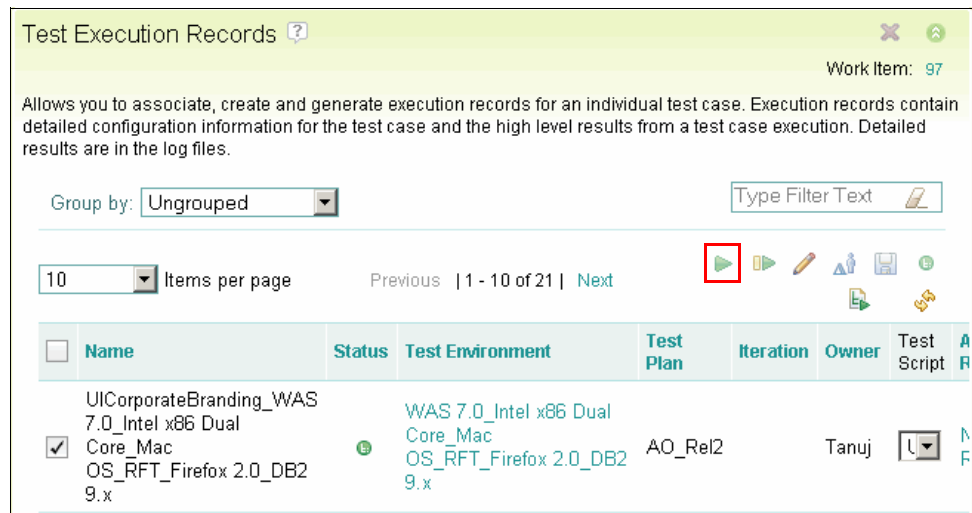 Test Execution Records ?
Work Item: 97
Allows you to associate, create and generate execution records for an individual test case. Execution records contain
detailed configuration information for the test case and the high level results from a test case execution. Detailed
results are in the log files.
Group by: Ungrouped
Type Filter Text
10 Items per page Previous | 1 - 10 of 21 | Next
Name Status Test Environment Test Plan Iteration Owner Test Script
UICorporateBranding_WAS
7.0_Intel x86 Dual
Core_Mac
OS_RFT_Firefox 2.0_DB2
9.x
WAS 7.0_Intel x86 Dual
Core_Mac
OS_RFT_Firefox 2.0_DB2
9.x
AO_Rel2
Tanuj